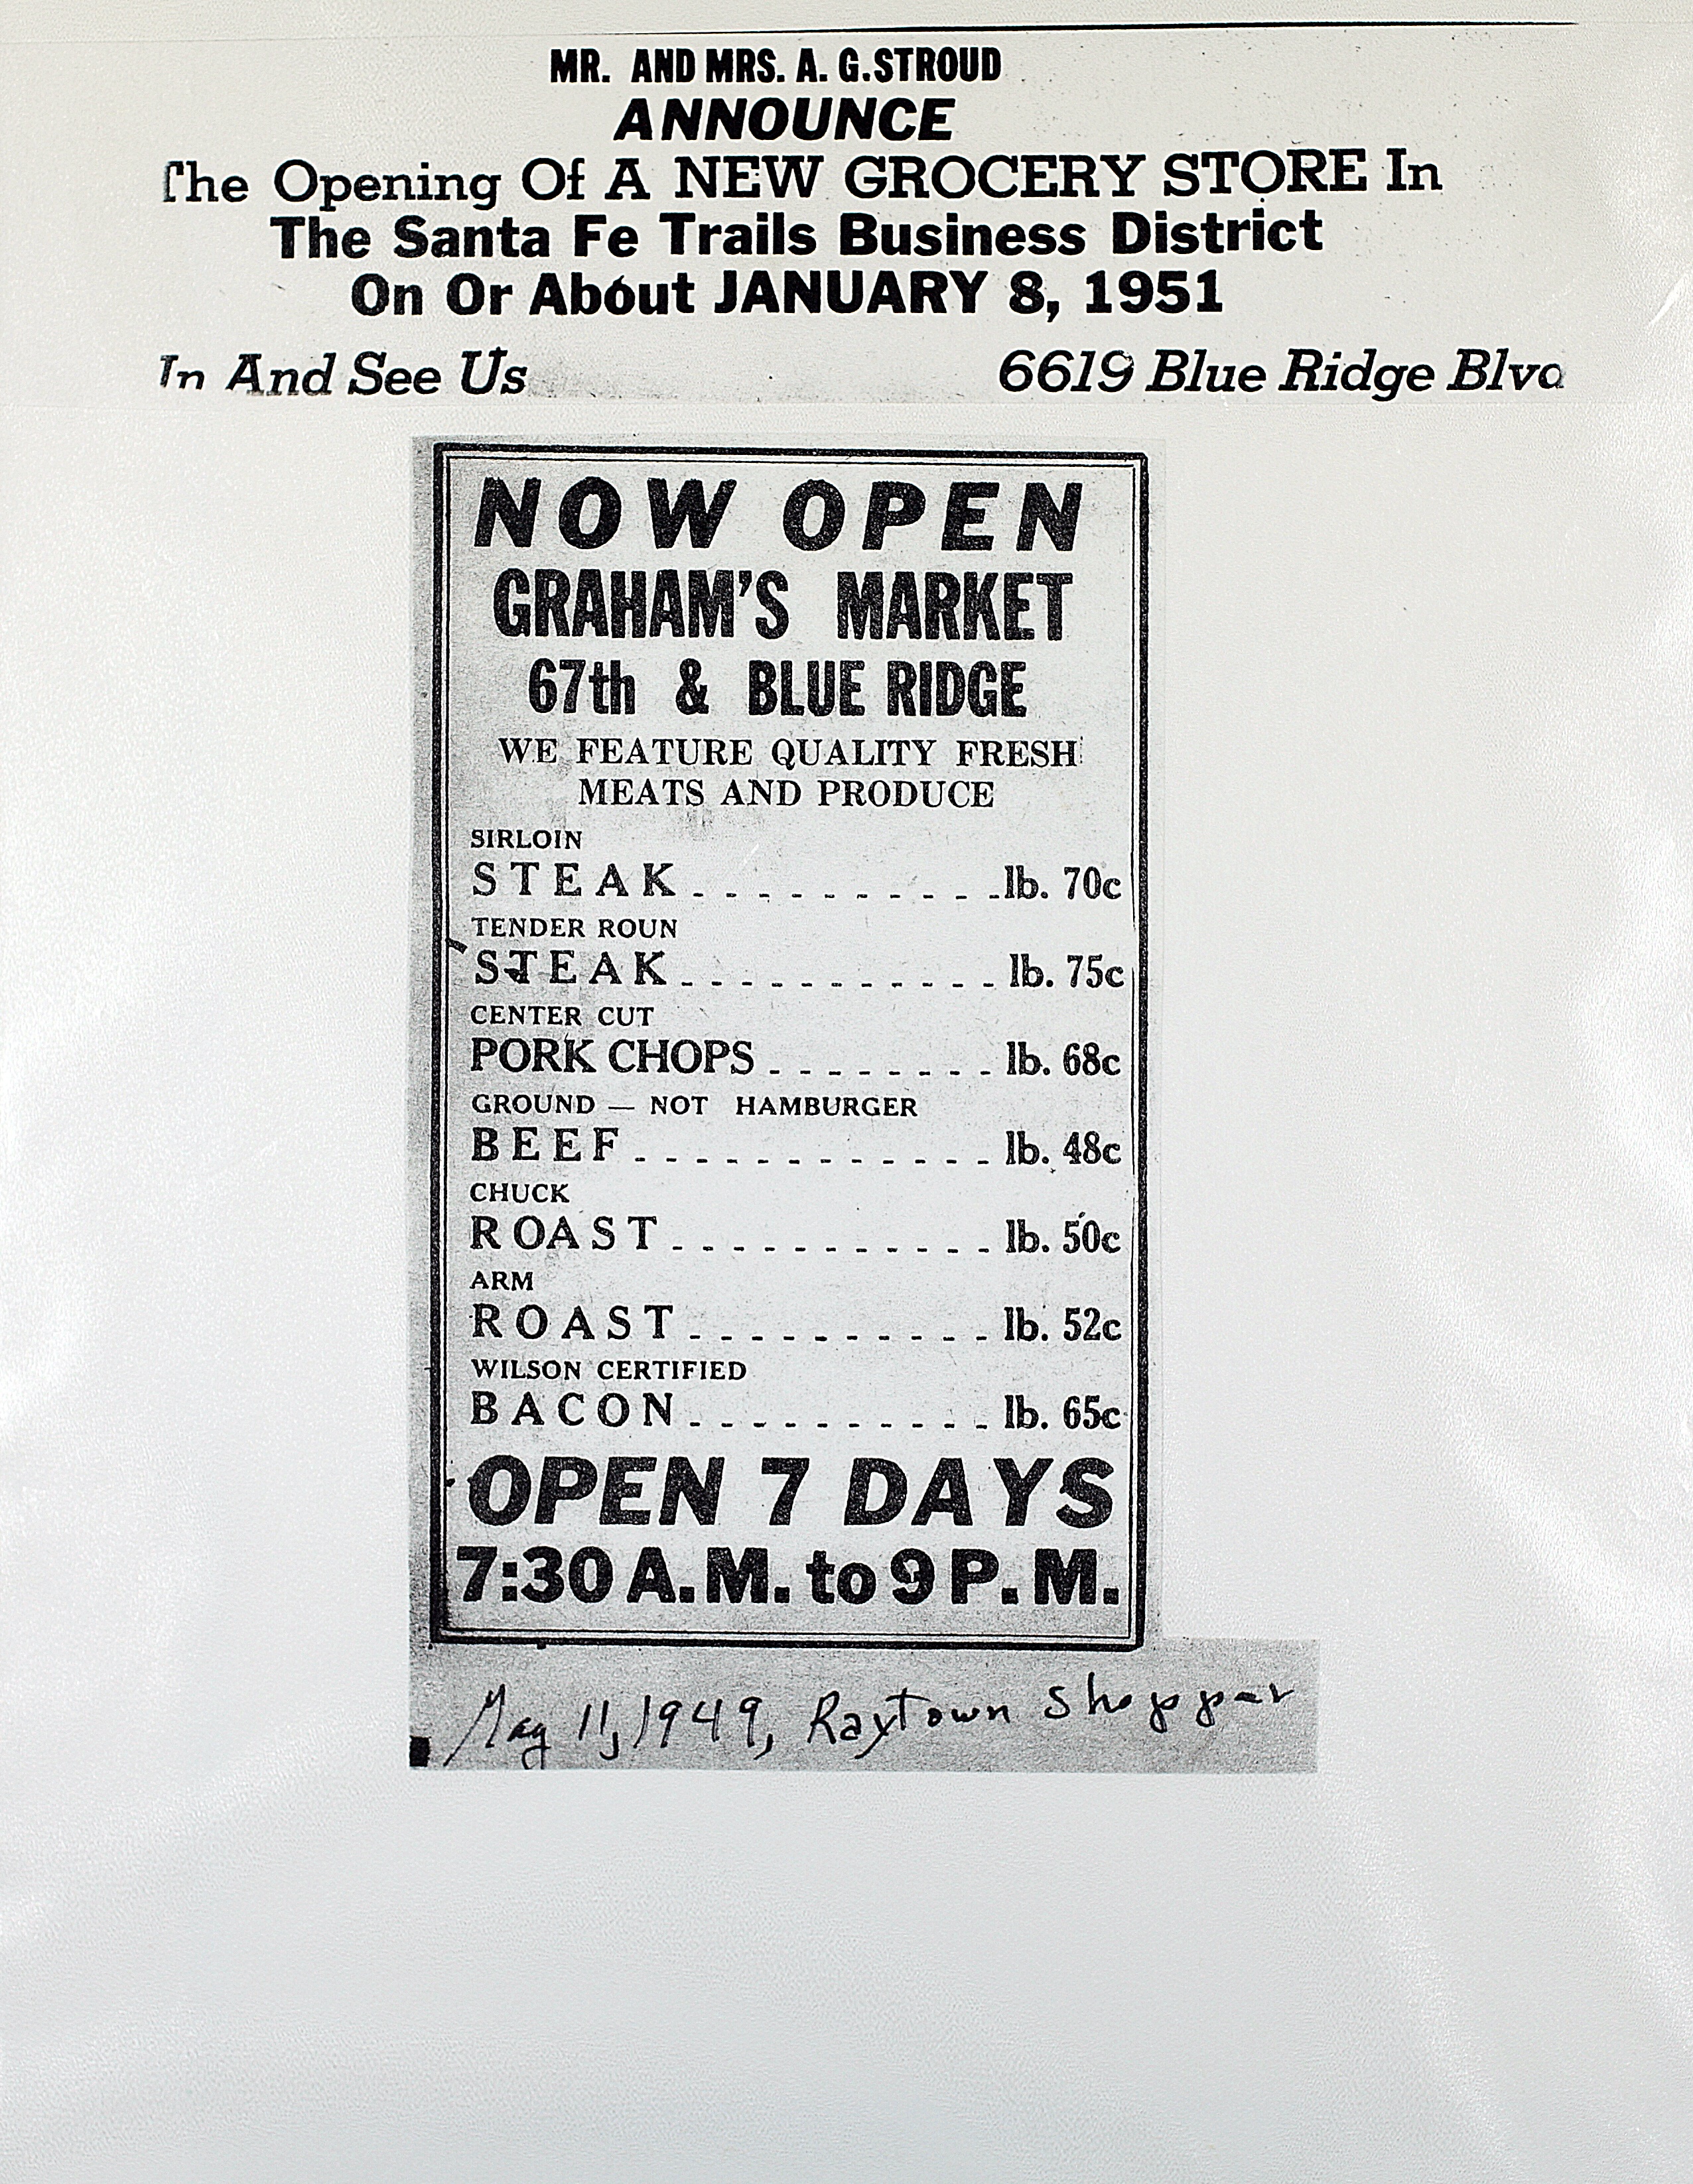 MR. AND MRS. A. G. STROUD
ANNOUNCE
The Opening Of A NEW GROCERY STORE In
The Santa Fe Trails Business District
On Or About JANUARY 8, 1951
In And See Us 6619 Blue Ridge Blvd
NOW OPEN
GRAHAM'S MARKET
67th & BLUE RIDGE
WE FEATURE QUALITY FRESH
MEATS AND PRODUCE
SIRLOIN
STEAK - - - - - - - - - - lb. 70c
TENDER ROUN
STEAK - - - - - - - - - - - lb. 75c
CENTER CUT
PORK CHOPS - - - - - - - - lb. 68c
GROUND — NOT HAMBURGER
BEEF - - - - - - - - - - - - lb. 48c
CHUCK
ROAST - - - - - - - - - - - lb. 50c
ARM
ROAST - - - - - - - - - - lb. 52c
WILSON CERTIFIED
BACON - - - - - - - - - - lb. 65c
OPEN 7 DAYS
7:30 A.M. to 9 P.M.
May 11, 1949, Raytown Shopper